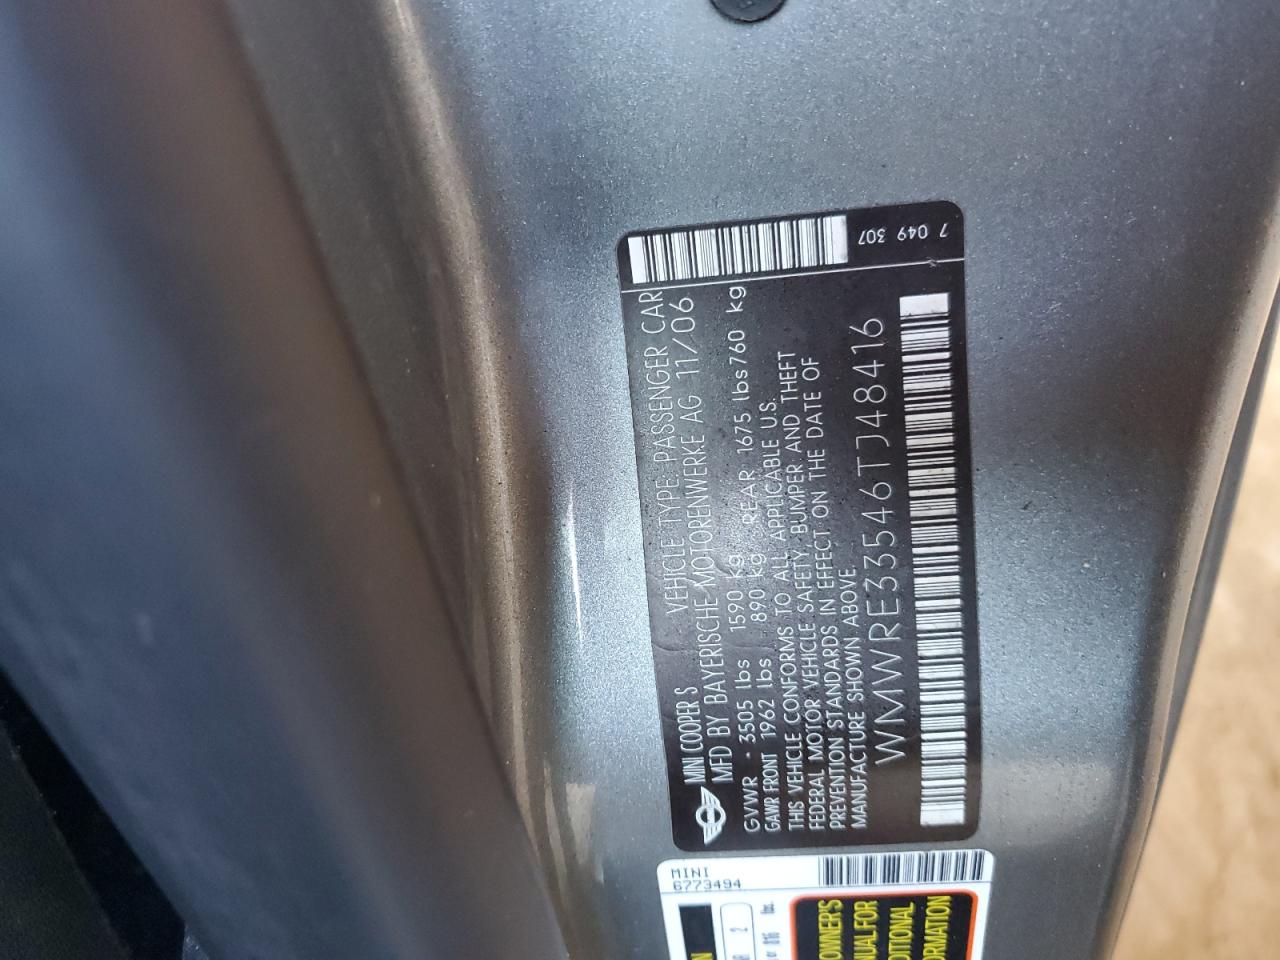 MINI COOPER S VEHICLE TYPE: PASSENGER CAR
MFD BY BAYERISCHE-MOTORENWERKE AG 11/06
GVWR - 3505 lbs 1590 kg
GAWR FRONT 1962 lbs 890 kg REAR 1675 lbs 760 kg
THIS VEHICLE CONFORMS TO ALL APPLICABLE U.S.
FEDERAL MOTOR VEHICLE SAFETY, BUMPER AND THEFT
PREVENTION STANDARDS IN EFFECT ON THE DATE OF
MANUFACTURE SHOWN ABOVE.
WMWRE33546TJ48416
7 049 307
MINI
6773494
2
lbs.
OWNER'S